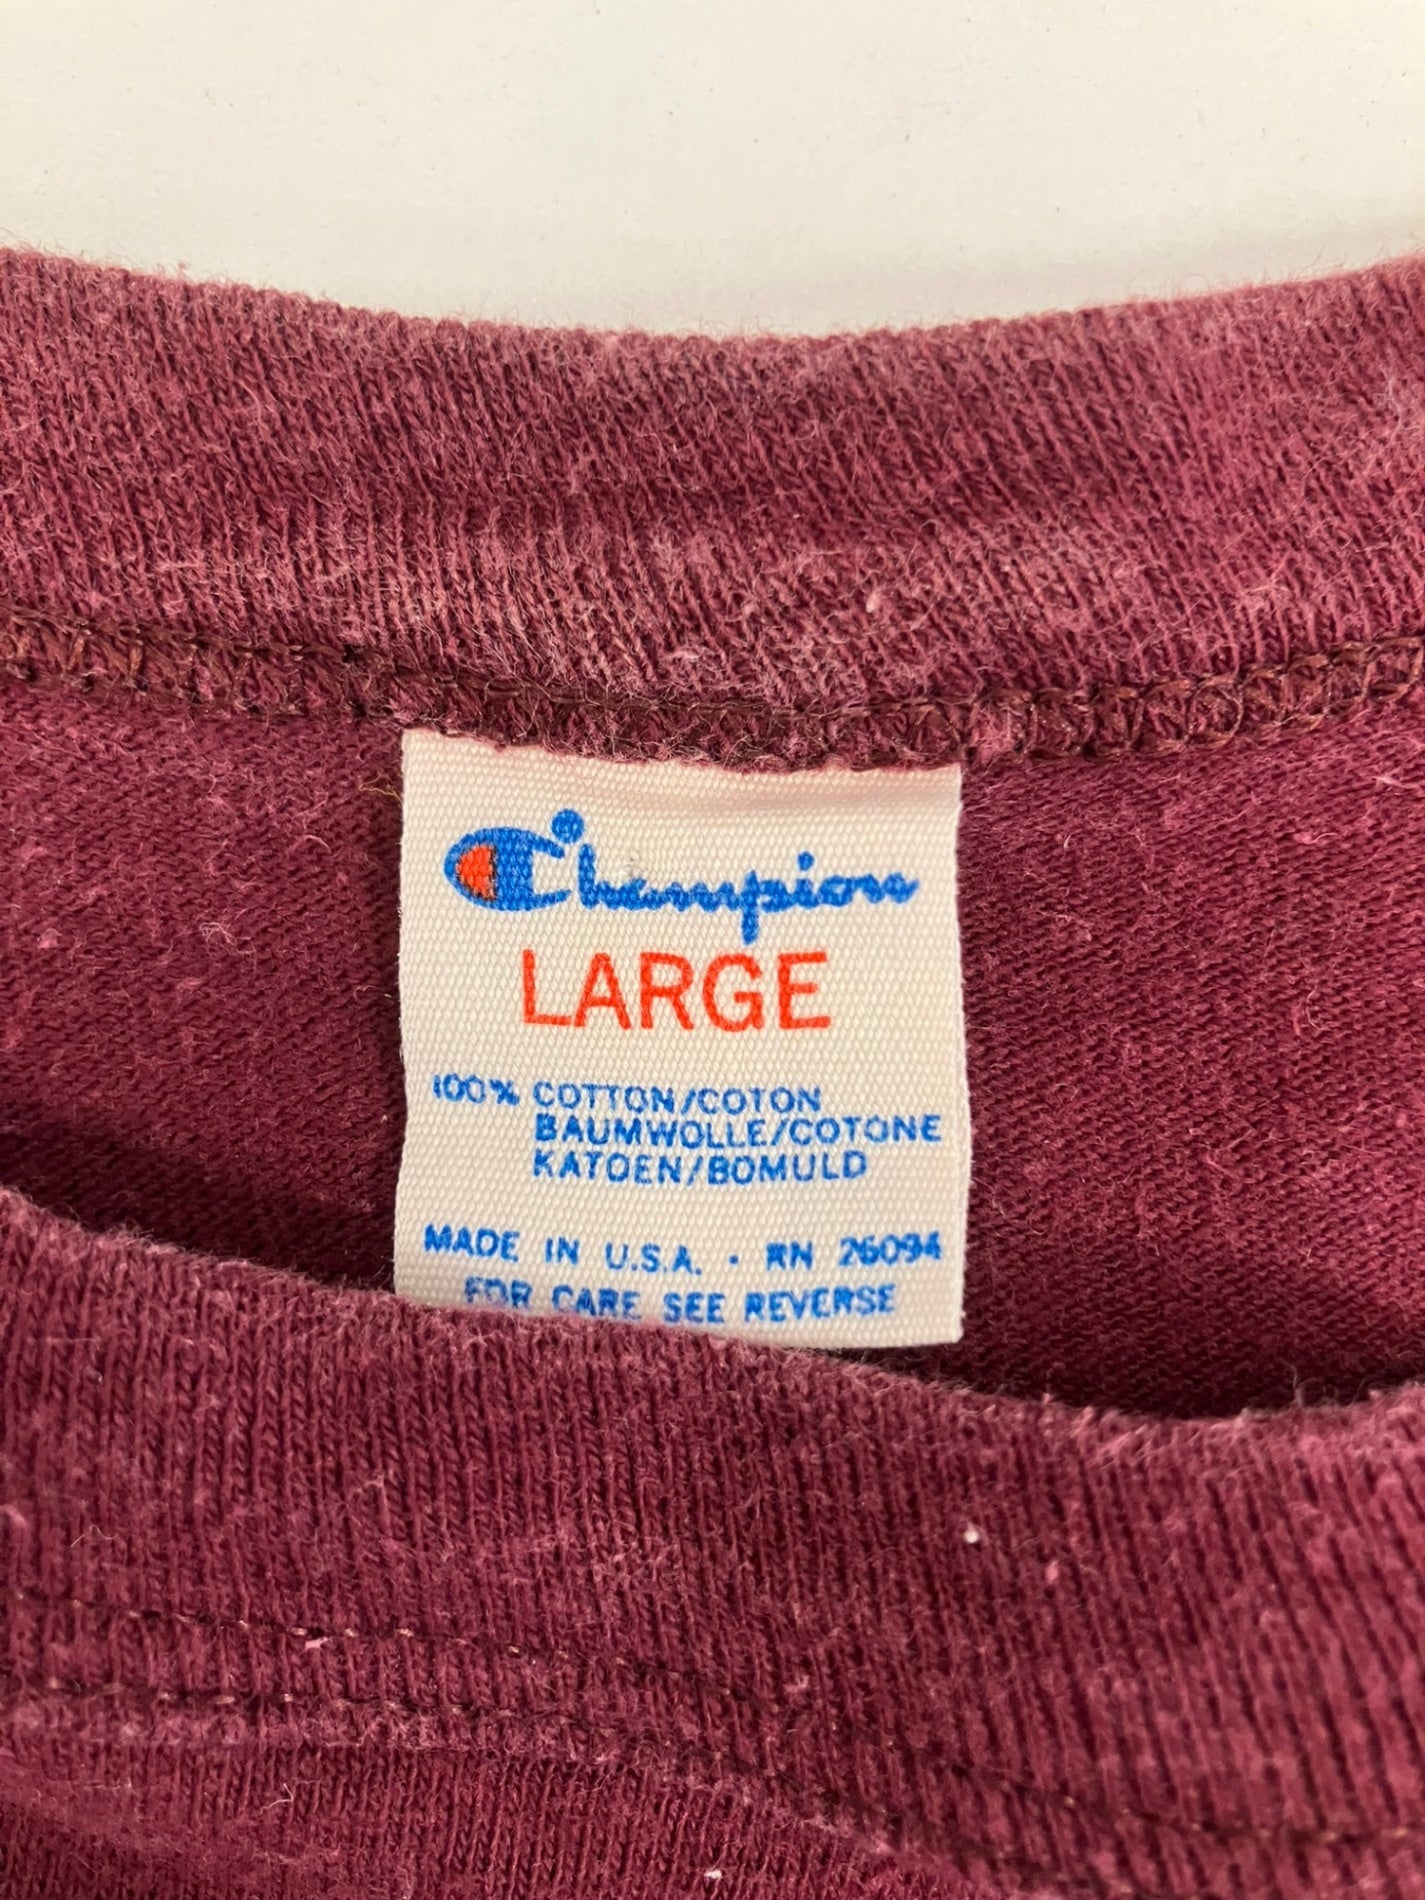 Champion
LARGE
100% COTTON/COTON
BAUMWOLLE/COTONE
KATOEN/BOMULD
MADE IN U.S.A. · RN 26094
FOR CARE SEE REVERSE